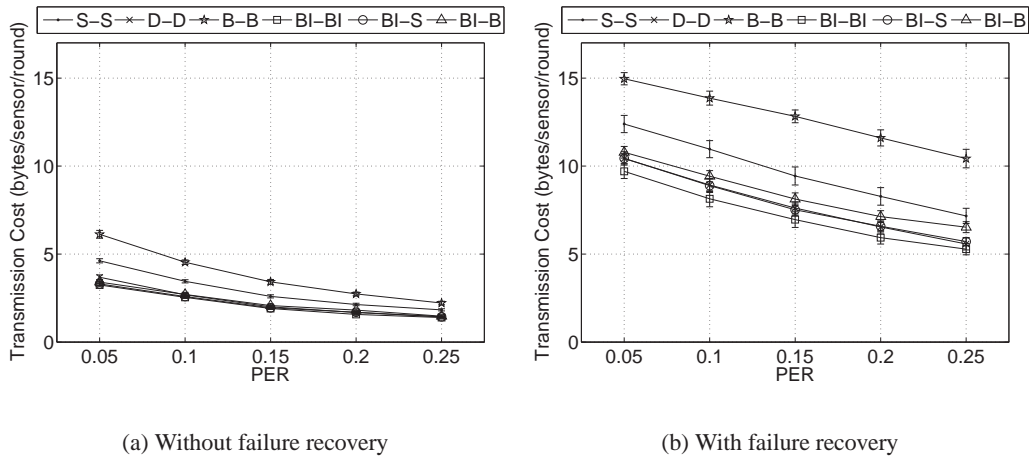 S−S D−D B−B BI−BI BI−S BI−B
Transmission Cost (bytes/sensor/round)
15
10
5
0
0.05 0.1 0.15 0.2 0.25
PER
(a) Without failure recovery
S−S D−D B−B BI−BI BI−S BI−B
Transmission Cost (bytes/sensor/round)
15
10
5
0
0.05 0.1 0.15 0.2 0.25
PER
(b) With failure recovery